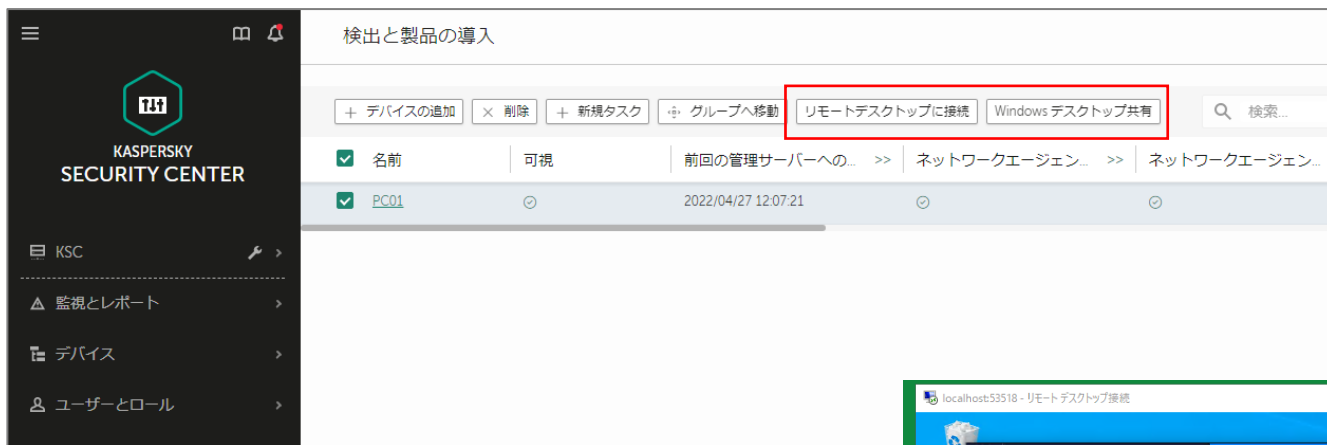 検出と製品の導入
KASPERSKY
SECURITY CENTER
KSC
監視とレポート
デバイス
ユーザーとロール
+ デバイスの追加 × 削除 + 新規タスク グループへ移動 リモートデスクトップに接続 Windows デスクトップ共有 検索...
名前 可視 前回の管理サーバーへの... >> ネットワークエージェン... >> ネットワークエージェン...
PC01 2022/04/27 12:07:21
localhost:53518 - リモート デスクトップ接続